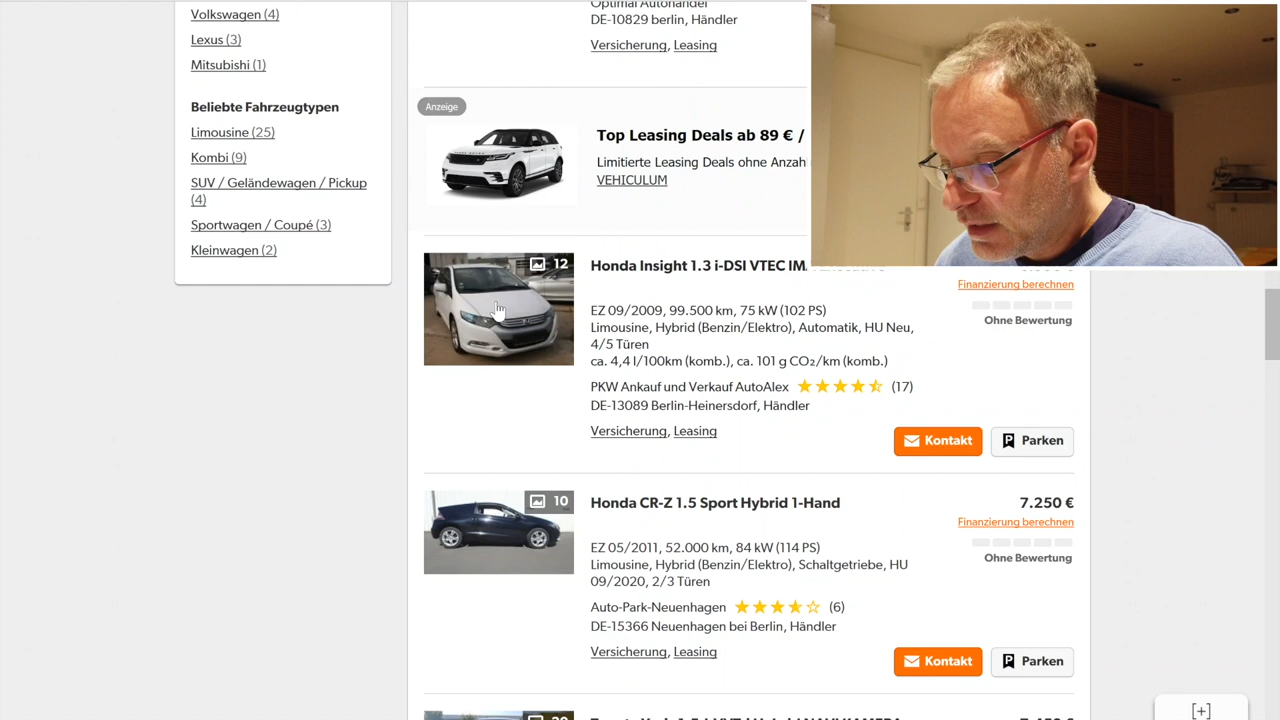 Volkswagen (4)
Lexus (3)
Mitsubishi (1)
Beliebte Fahrzeugtypen
Limousine (25)
Kombi (9)
SUV / Geländewagen / Pickup
(4)
Sportwagen / Coupé (3)
Kleinwagen (2)
Optimal Autohandel
DE-10829 berlin, Händler
Versicherung, Leasing
Anzeige
Top Leasing Deals ab 89 € /
Limitierte Leasing Deals ohne Anzahl
VEHICULUM
12
Honda Insight 1.3 i-DSI VTEC
Finanzierung berechnen
Ohne Bewertung
EZ 09/2009, 99.500 km, 75 kW (102 PS)
Limousine, Hybrid (Benzin/Elektro), Automatik, HU Neu,
4/5 Türen
ca. 4,4 l/100km (komb.), ca. 101 g CO₂/km (komb.)
PKW Ankauf und Verkauf AutoAlex (17)
DE-13089 Berlin-Heinersdorf, Händler
Versicherung, Leasing
Kontakt
Parken
10
Honda CR-Z 1.5 Sport Hybrid 1-Hand
7.250 €
Finanzierung berechnen
Ohne Bewertung
EZ 05/2011, 52.000 km, 84 kW (114 PS)
Limousine, Hybrid (Benzin/Elektro), Schaltgetriebe, HU
09/2020, 2/3 Türen
Auto-Park-Neuenhagen (6)
DE-15366 Neuenhagen bei Berlin, Händler
Versicherung, Leasing
Kontakt
Parken
[+]